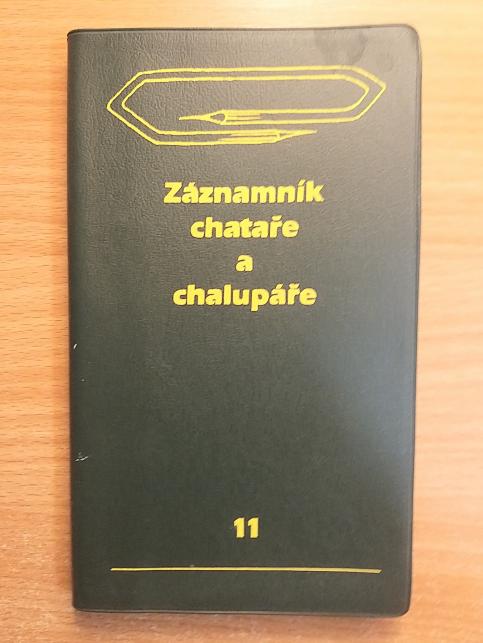 Záznamník
chataře
a
chalupáře
11